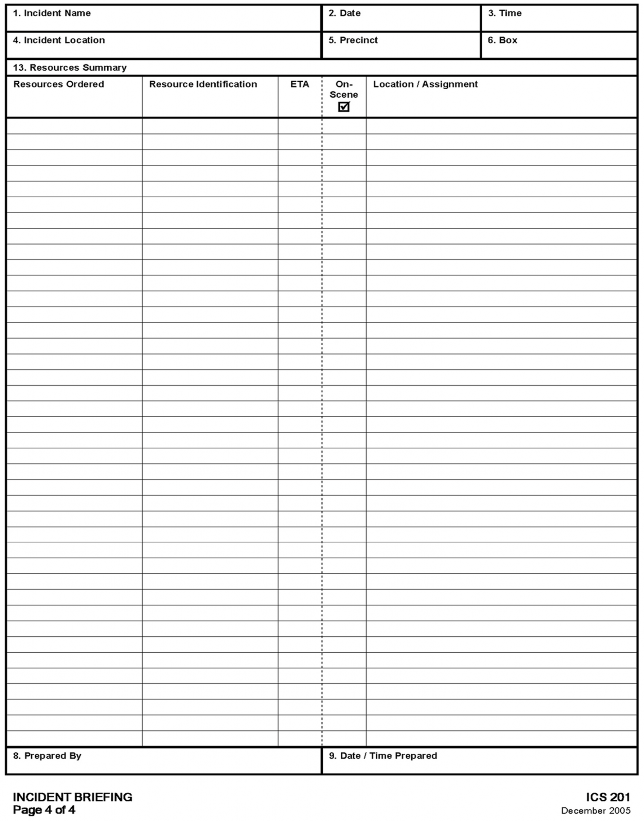 1. Incident Name 2. Date 3. Time
4. Incident Location 5. Precinct 6. Box
13. Resources Summary
Resources Ordered Resource Identification ETA On-Scene Location / Assignment
8. Prepared By 9. Date / Time Prepared
INCIDENT BRIEFING ICS 201
Page 4 of 4 December 2005